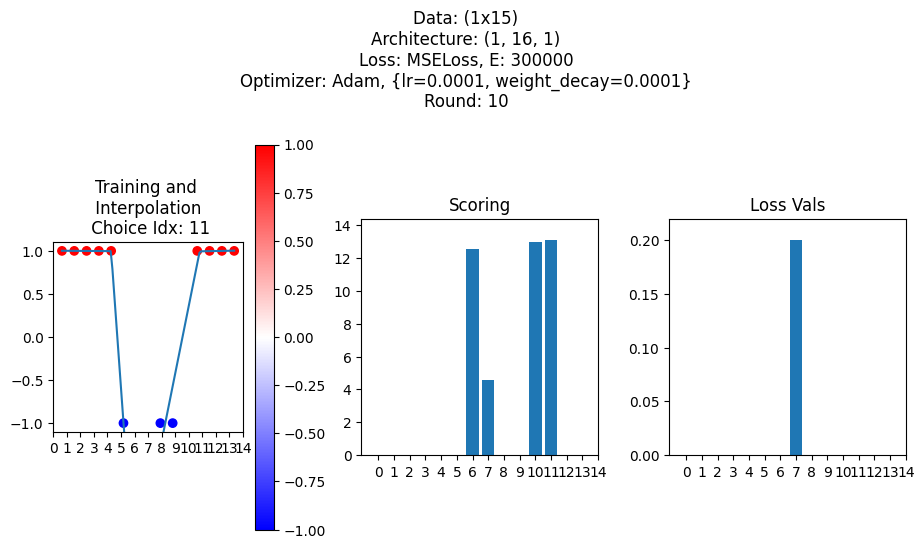 Data: (1x15)
Architecture: (1, 16, 1)
Loss: MSELoss, E: 300000
Optimizer: Adam, {lr=0.0001, weight_decay=0.0001}
Round: 10
Training and
Interpolation
Choice Idx: 11
1.0
0.5
0.0
−0.5
−1.0
0 1 2 3 4 5 6 7 8 9 10 11 12 13 14
1.00
0.75
0.50
0.25
0.00
−0.25
−0.50
−0.75
−1.00
Scoring
14
12
10
8
6
4
2
0
0 1 2 3 4 5 6 7 8 9 10 11 12 13 14
Loss Vals
0.20
0.15
0.10
0.05
0.00
0 1 2 3 4 5 6 7 8 9 10 11 12 13 14